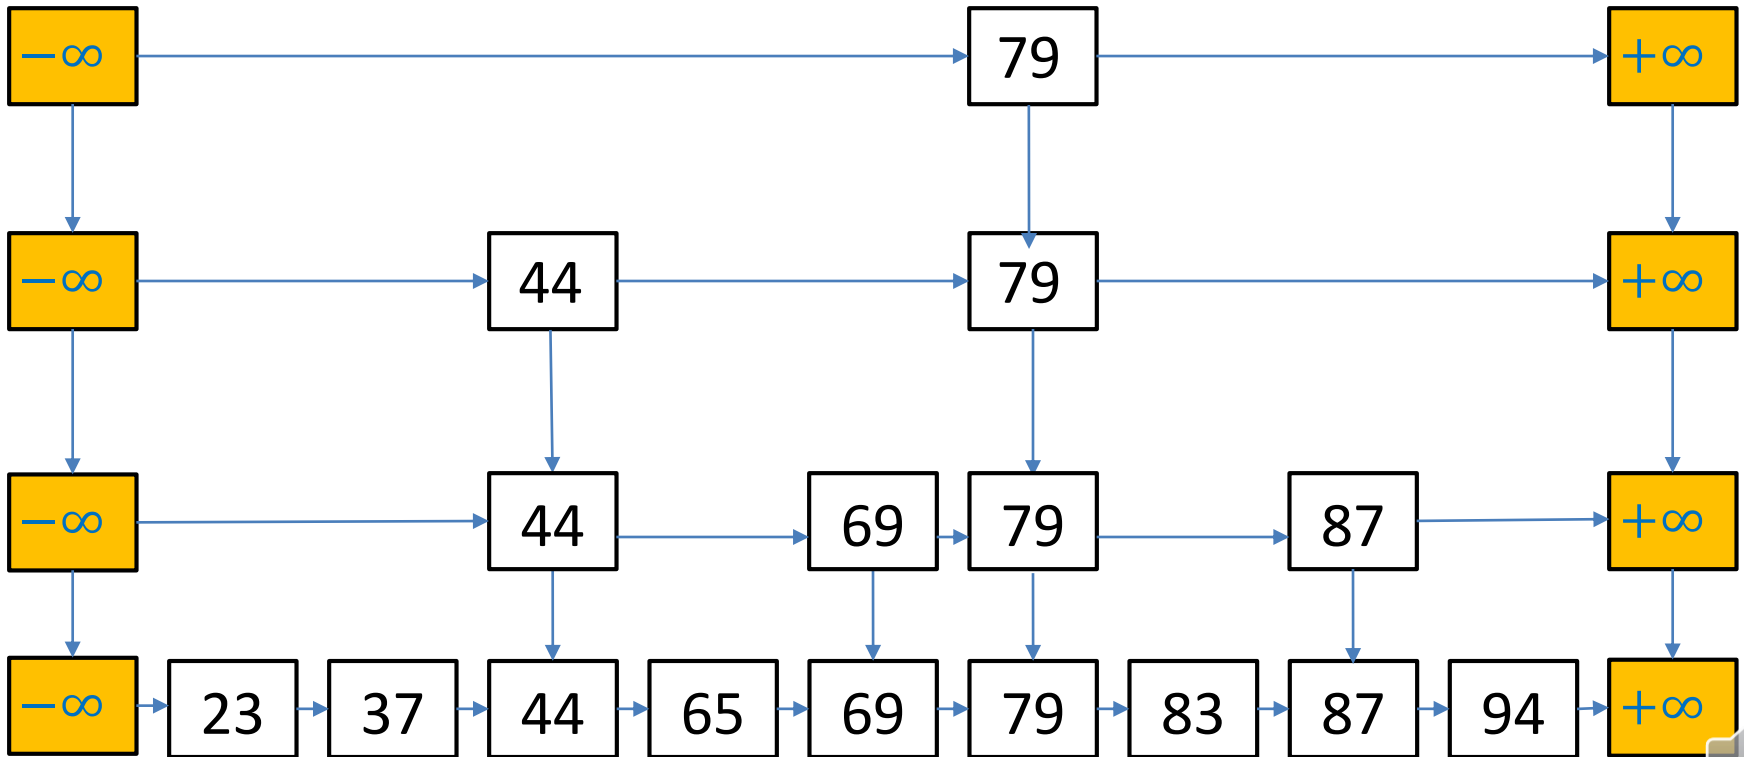 −∞ 79 +∞
−∞ 44 79 +∞
−∞ 44 69 79 87 +∞
−∞ 23 37 44 65 69 79 83 87 94 +∞